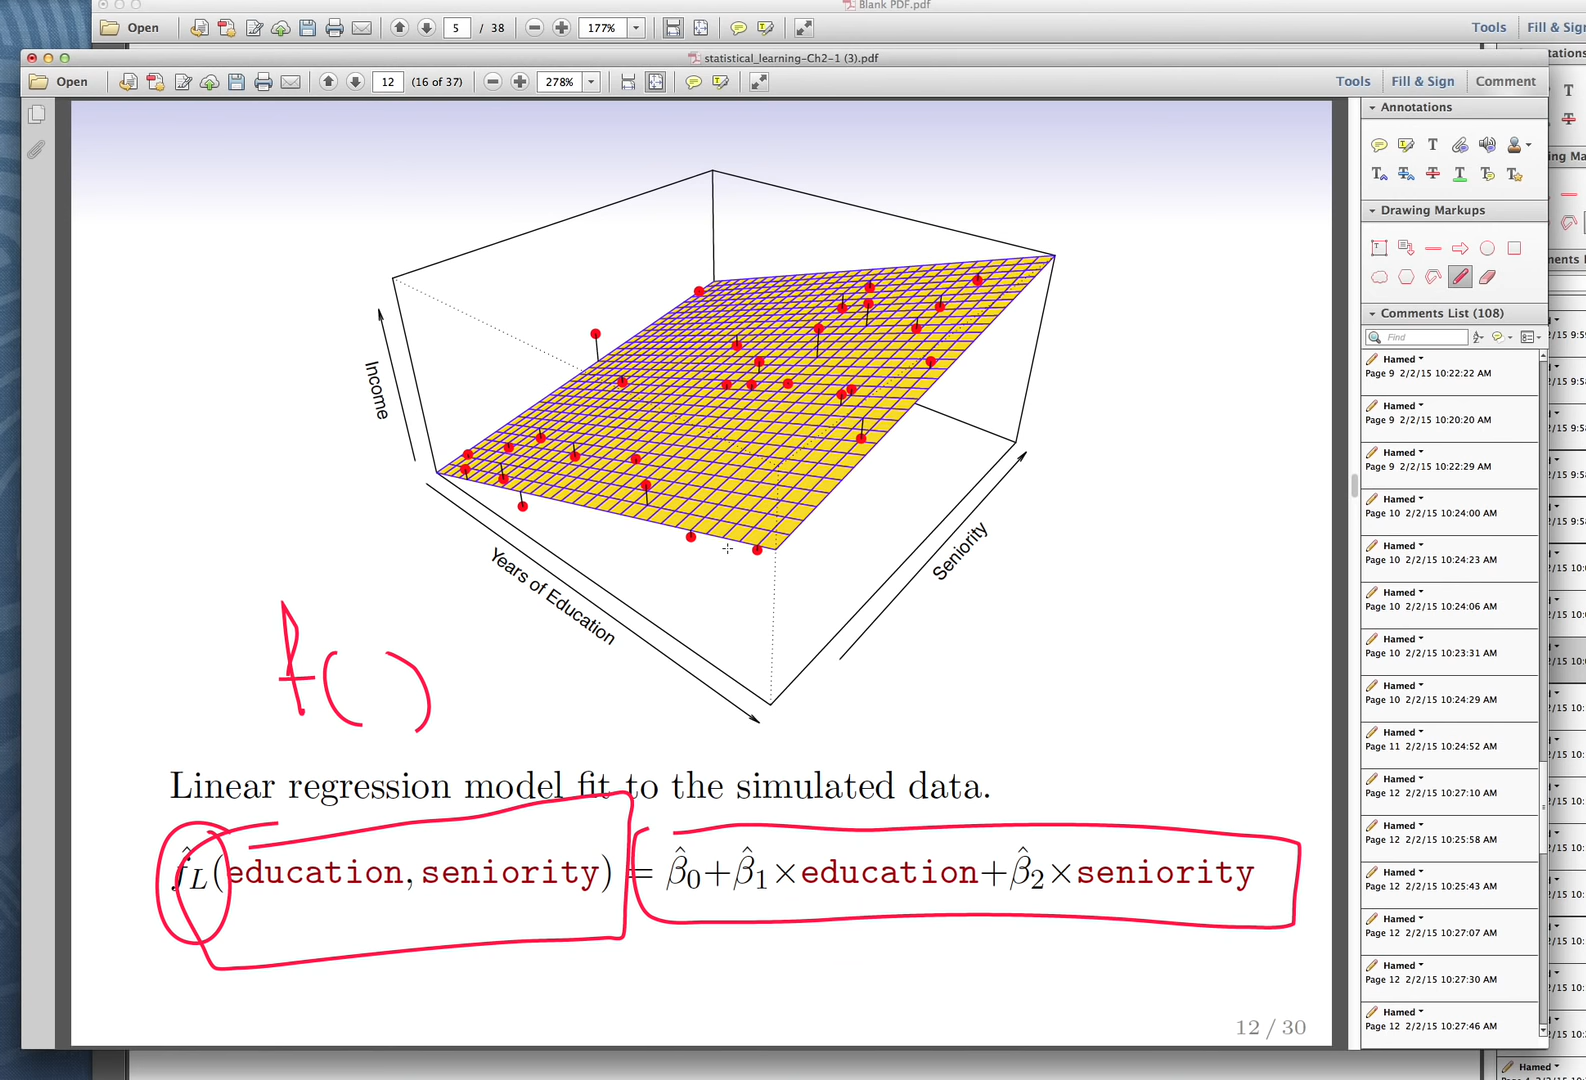 Blank PDF.pdf
Open 5 / 38 177% Tools Fill & Sign
statistical_learning-Ch2-1 (3).pdf
Open 12 (16 of 37) 278% Tools Fill & Sign Comment
Annotations
Drawing Markups
Comments List (108)
Find
Hamed
Page 9 2/2/15 10:22:22 AM
Hamed
Page 9 2/2/15 10:20:20 AM
Hamed
Page 9 2/2/15 10:22:29 AM
Hamed
Page 10 2/2/15 10:24:00 AM
Hamed
Page 10 2/2/15 10:24:23 AM
Hamed
Page 10 2/2/15 10:24:06 AM
Hamed
Page 10 2/2/15 10:23:31 AM
Hamed
Page 10 2/2/15 10:24:29 AM
Hamed
Page 11 2/2/15 10:24:52 AM
Hamed
Page 12 2/2/15 10:27:10 AM
Hamed
Page 12 2/2/15 10:25:58 AM
Hamed
Page 12 2/2/15 10:25:43 AM
Hamed
Page 12 2/2/15 10:27:07 AM
Hamed
Page 12 2/2/15 10:27:30 AM
Hamed
Page 12 2/2/15 10:27:46 AM
Hamed
Income
Years of Education
Seniority
f( )
Linear regression model fit to the simulated data.
f̂_L(education, seniority) = β̂₀+β̂₁×education+β̂₂×seniority
12 / 30